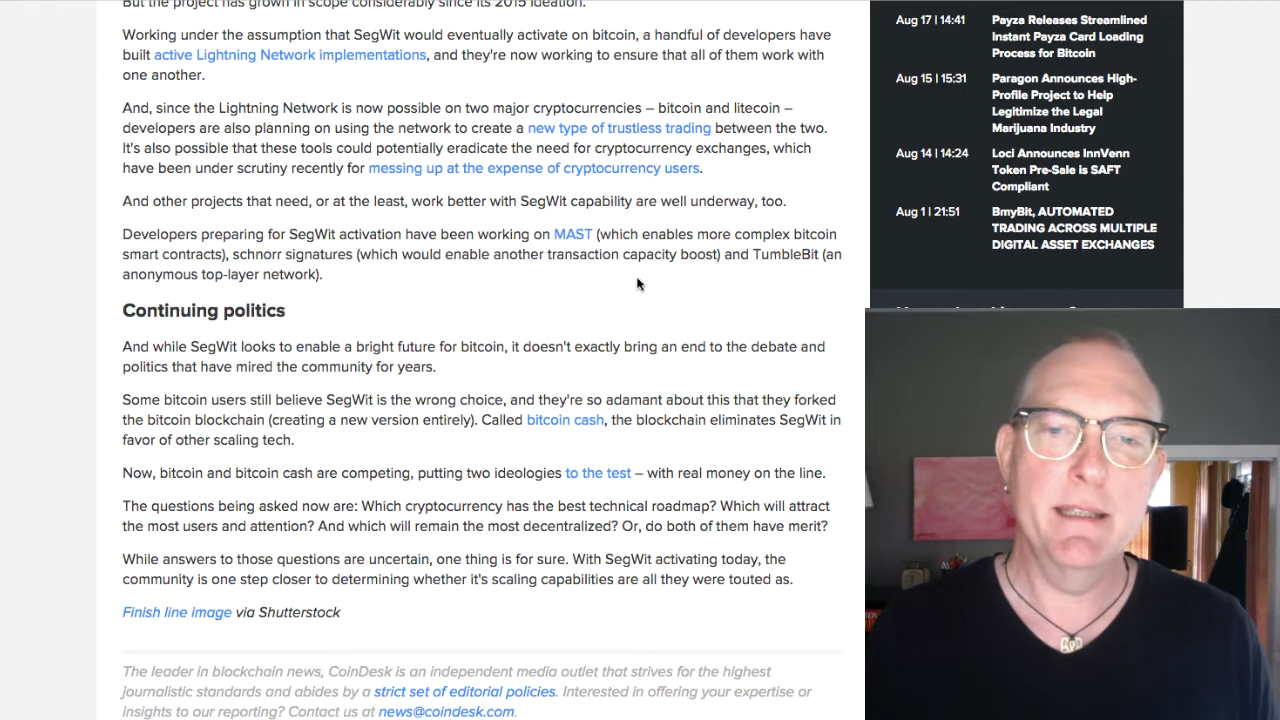 But the project has grown in scope considerably since its 2015 ideation.
Working under the assumption that SegWit would eventually activate on bitcoin, a handful of developers have
built active Lightning Network implementations, and they're now working to ensure that all of them work with
one another.
And, since the Lightning Network is now possible on two major cryptocurrencies – bitcoin and litecoin –
developers are also planning on using the network to create a new type of trustless trading between the two.
It's also possible that these tools could potentially eradicate the need for cryptocurrency exchanges, which
have been under scrutiny recently for messing up at the expense of cryptocurrency users.
And other projects that need, or at the least, work better with SegWit capability are well underway, too.
Developers preparing for SegWit activation have been working on MAST (which enables more complex bitcoin
smart contracts), schnorr signatures (which would enable another transaction capacity boost) and TumbleBit (an
anonymous top-layer network).
Continuing politics
And while SegWit looks to enable a bright future for bitcoin, it doesn't exactly bring an end to the debate and
politics that have mired the community for years.
Some bitcoin users still believe SegWit is the wrong choice, and they're so adamant about this that they forked
the bitcoin blockchain (creating a new version entirely). Called bitcoin cash, the blockchain eliminates SegWit in
favor of other scaling tech.
Now, bitcoin and bitcoin cash are competing, putting two ideologies to the test – with real money on the line.
The questions being asked now are: Which cryptocurrency has the best technical roadmap? Which will attract
the most users and attention? And which will remain the most decentralized? Or, do both of them have merit?
While answers to those questions are uncertain, one thing is for sure. With SegWit activating today, the
community is one step closer to determining whether it's scaling capabilities are all they were touted as.
Finish line image via Shutterstock
The leader in blockchain news, CoinDesk is an independent media outlet that strives for the highest
journalistic standards and abides by a strict set of editorial policies. Interested in offering your expertise or
insights to our reporting? Contact us at news@coindesk.com.
Aug 17 | 14:41 Payza Releases Streamlined
Instant Payza Card Loading
Process for Bitcoin
Aug 15 | 15:31 Paragon Announces High-
Profile Project to Help
Legitimize the Legal
Marijuana Industry
Aug 14 | 14:24 Loci Announces InnVenn
Token Pre-Sale is SAFT
Compliant
Aug 1 | 21:51 BmyBit, AUTOMATED
TRADING ACROSS MULTIPLE
DIGITAL ASSET EXCHANGES